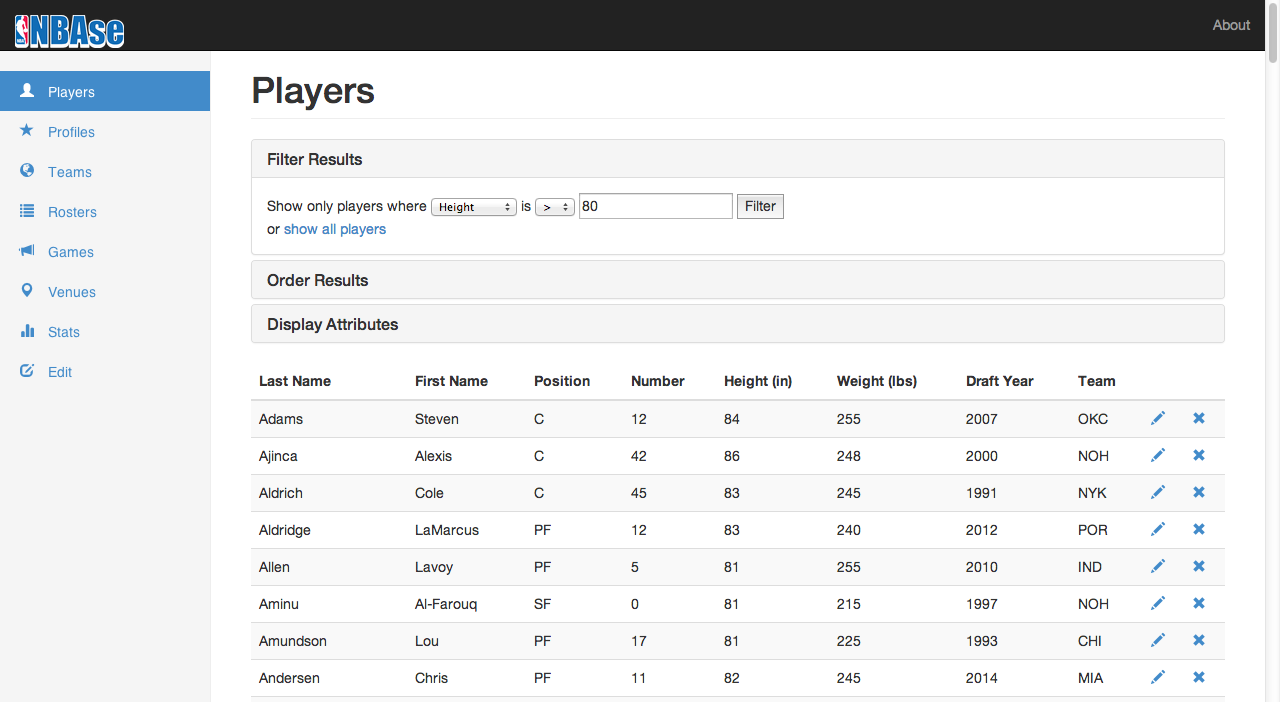 NBAse
About
Players
Profiles
Teams
Rosters
Games
Venues
Stats
Edit
Players
Filter Results
Show only players where Height is > 80 Filter
or show all players
Order Results
Display Attributes
Last Name First Name Position Number Height (in) Weight (lbs) Draft Year Team
Adams Steven C 12 84 255 2007 OKC
Ajinca Alexis C 42 86 248 2000 NOH
Aldrich Cole C 45 83 245 1991 NYK
Aldridge LaMarcus PF 12 83 240 2012 POR
Allen Lavoy PF 5 81 255 2010 IND
Aminu Al-Farouq SF 0 81 215 1997 NOH
Amundson Lou PF 17 81 225 1993 CHI
Andersen Chris PF 11 82 245 2014 MIA